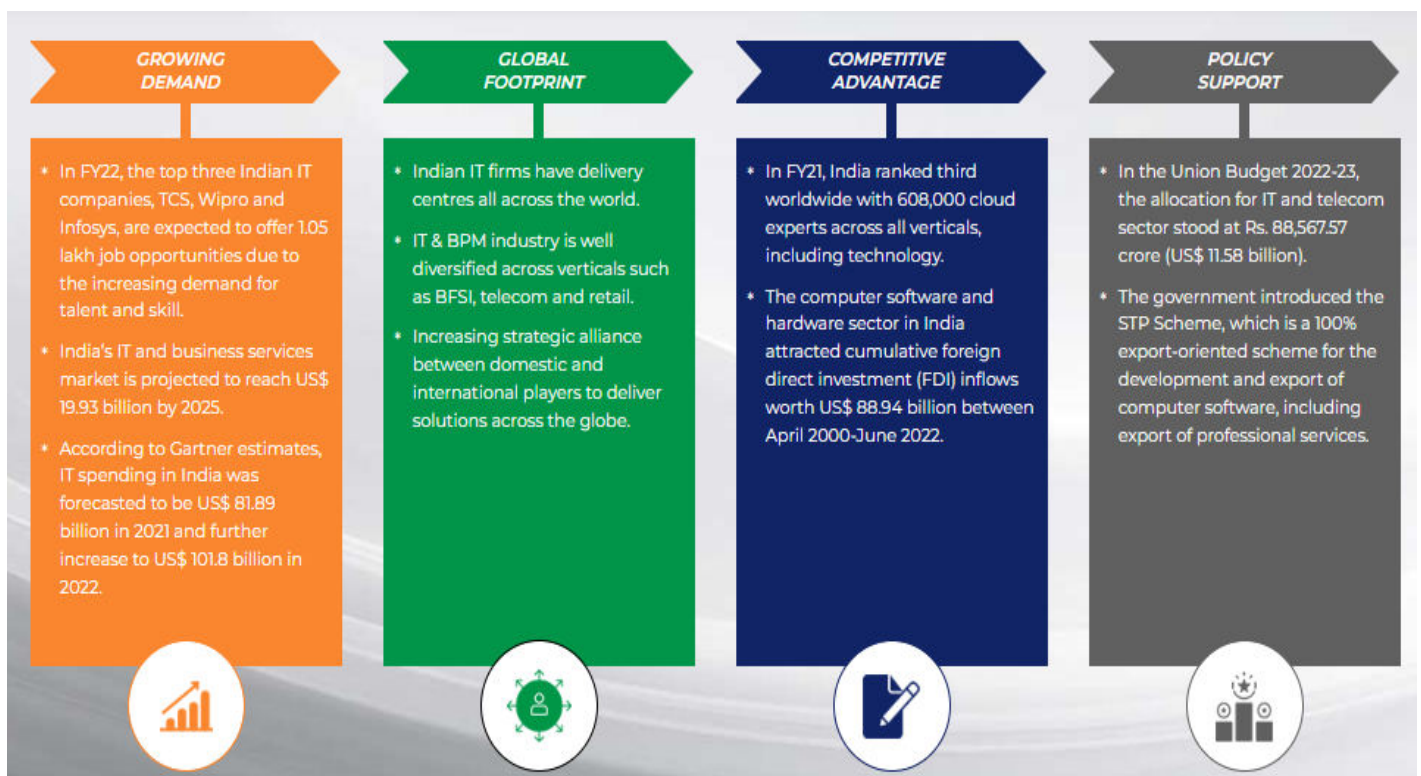 GROWING
DEMAND
* In FY22, the top three Indian IT
companies, TCS, Wipro and
Infosys, are expected to offer 1.05
lakh job opportunities due to
the increasing demand for
talent and skill.
* India's IT and business services
market is projected to reach US$
19.93 billion by 2025.
* According to Gartner estimates,
IT spending in India was
forecasted to be US$ 81.89
billion in 2021 and further
increase to US$ 101.8 billion in
2022.
GLOBAL
FOOTPRINT
* Indian IT firms have delivery
centres all across the world.
* IT & BPM industry is well
diversified across verticals such
as BFSI, telecom and retail.
* Increasing strategic alliance
between domestic and
international players to deliver
solutions across the globe.
COMPETITIVE
ADVANTAGE
* In FY21, India ranked third
worldwide with 608,000 cloud
experts across all verticals,
including technology.
* The computer software and
hardware sector in India
attracted cumulative foreign
direct investment (FDI) inflows
worth US$ 88.94 billion between
April 2000-June 2022.
POLICY
SUPPORT
* In the Union Budget 2022-23,
the allocation for IT and telecom
sector stood at Rs. 88,567.57
crore (US$ 11.58 billion).
* The government introduced the
STP Scheme, which is a 100%
export-oriented scheme for the
development and export of
computer software, including
export of professional services.